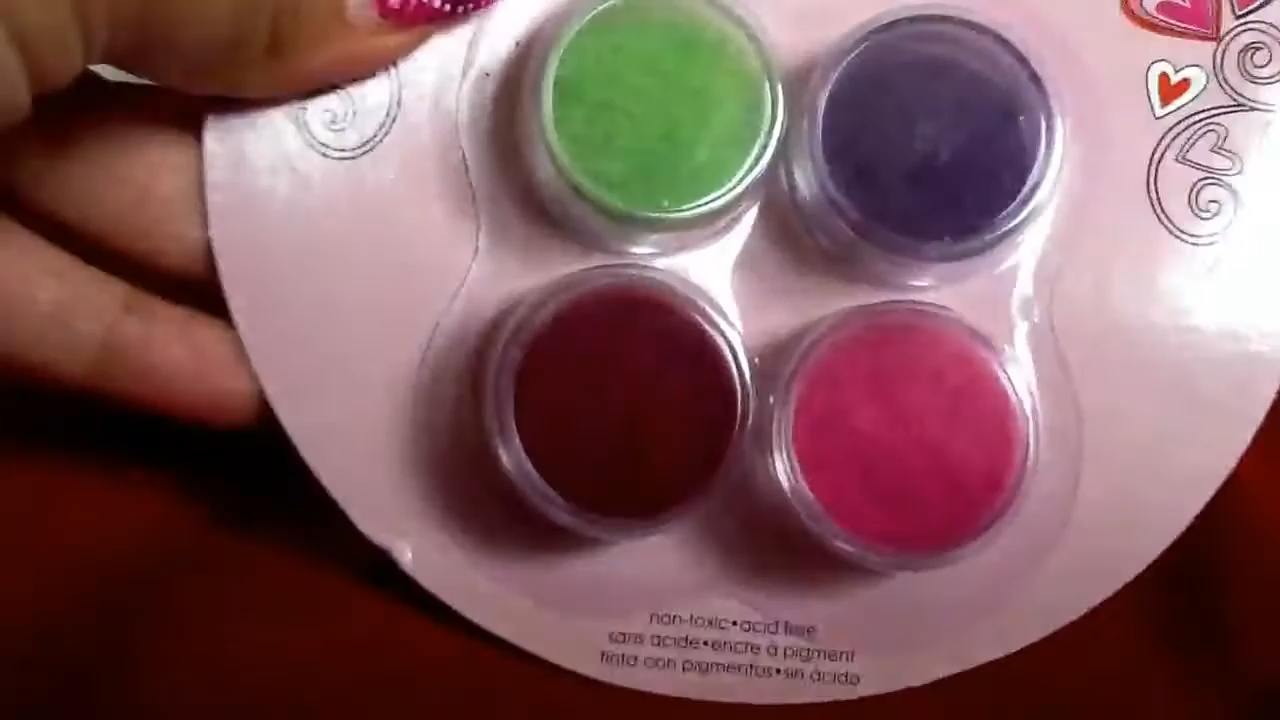 non-toxic•acid free
sans acide•encre à pigment
tinta con pigmentos•sin ácido